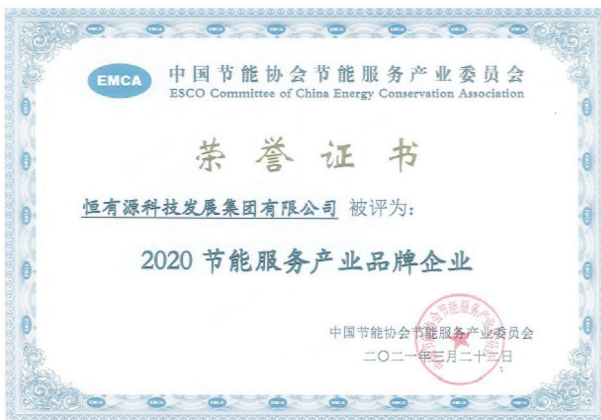 EMCA
中国节能协会节能服务产业委员会
ESCO Committee of China Energy Conservation Association
荣誉证书
恒有源科技发展集团有限公司 被评为:
2020 节能服务产业品牌企业
中国节能协会节能服务产业委员会
二〇二一年三月二十三日